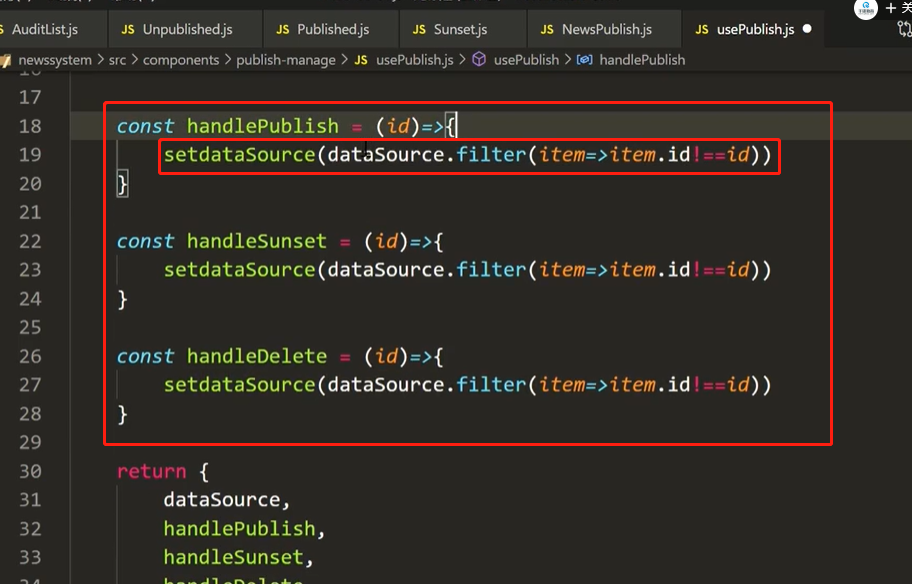 AuditList.js JS Unpublished.js JS Published.js JS Sunset.js JS NewsPublish.js JS usePublish.js
newssystem > src > components > publish-manage > JS usePublish.js > usePublish > handlePublish
17
18 const handlePublish = (id)=>{
19 setdataSource(dataSource.filter(item=>item.id!==id))
20 }
21
22 const handleSunset = (id)=>{
23 setdataSource(dataSource.filter(item=>item.id!==id))
24 }
25
26 const handleDelete = (id)=>{
27 setdataSource(dataSource.filter(item=>item.id!==id))
28 }
29
30 return {
31 dataSource,
32 handlePublish,
33 handleSunset,
34 handleDelete